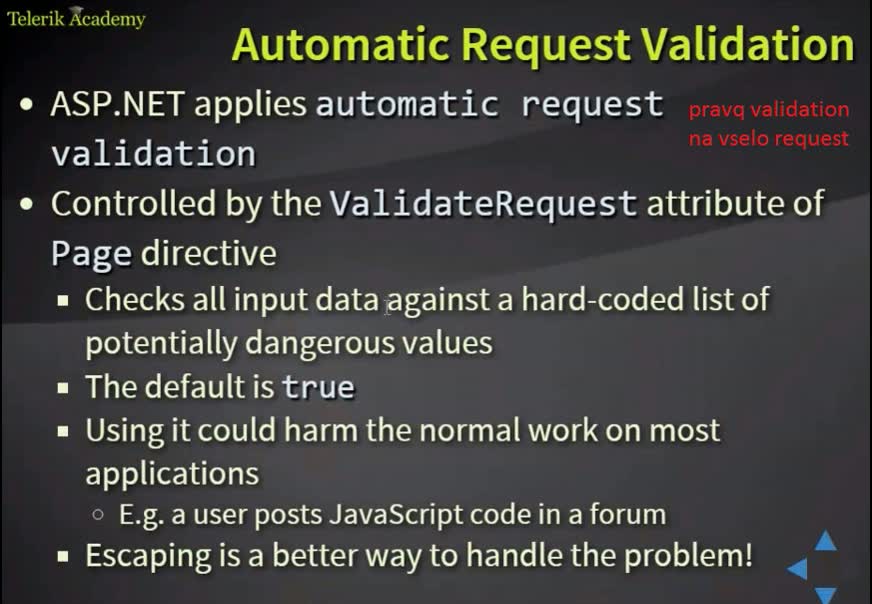 Telerik Academy
Automatic Request Validation
• ASP.NET applies automatic request
validation
pravq validation
na vselo request
• Controlled by the ValidateRequest attribute of
Page directive
▪ Checks all input data against a hard-coded list of
potentially dangerous values
▪ The default is true
▪ Using it could harm the normal work on most
applications
○ E.g. a user posts JavaScript code in a forum
▪ Escaping is a better way to handle the problem!